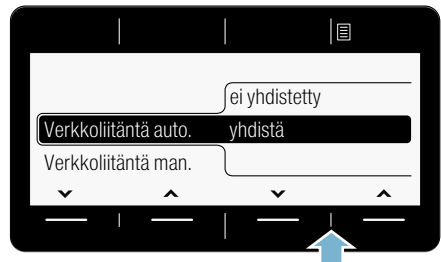 ei yhdistetty
Verkkoliitäntä auto. yhdistä
Verkkoliitäntä man.